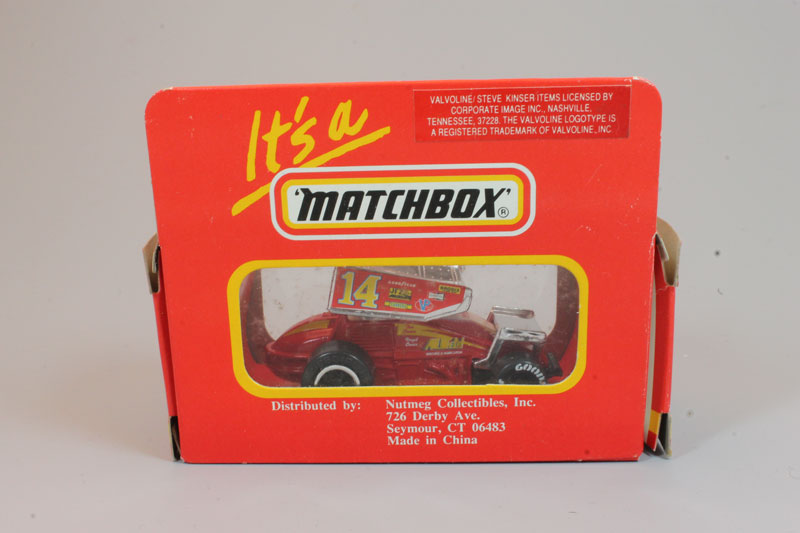 It's a
VALVOLINE/ STEVE KINSER ITEMS LICENSED BY
CORPORATE IMAGE INC., NASHVILLE,
TENNESSEE, 37228. THE VALVOLINE LOGOTYPE IS
A REGISTERED TRADEMARK OF VALVOLINE, INC.
'MATCHBOX'®
14
GOODYEAR
Distributed by: Nutmeg Collectibles, Inc.
726 Derby Ave.
Seymour, CT 06483
Made in China